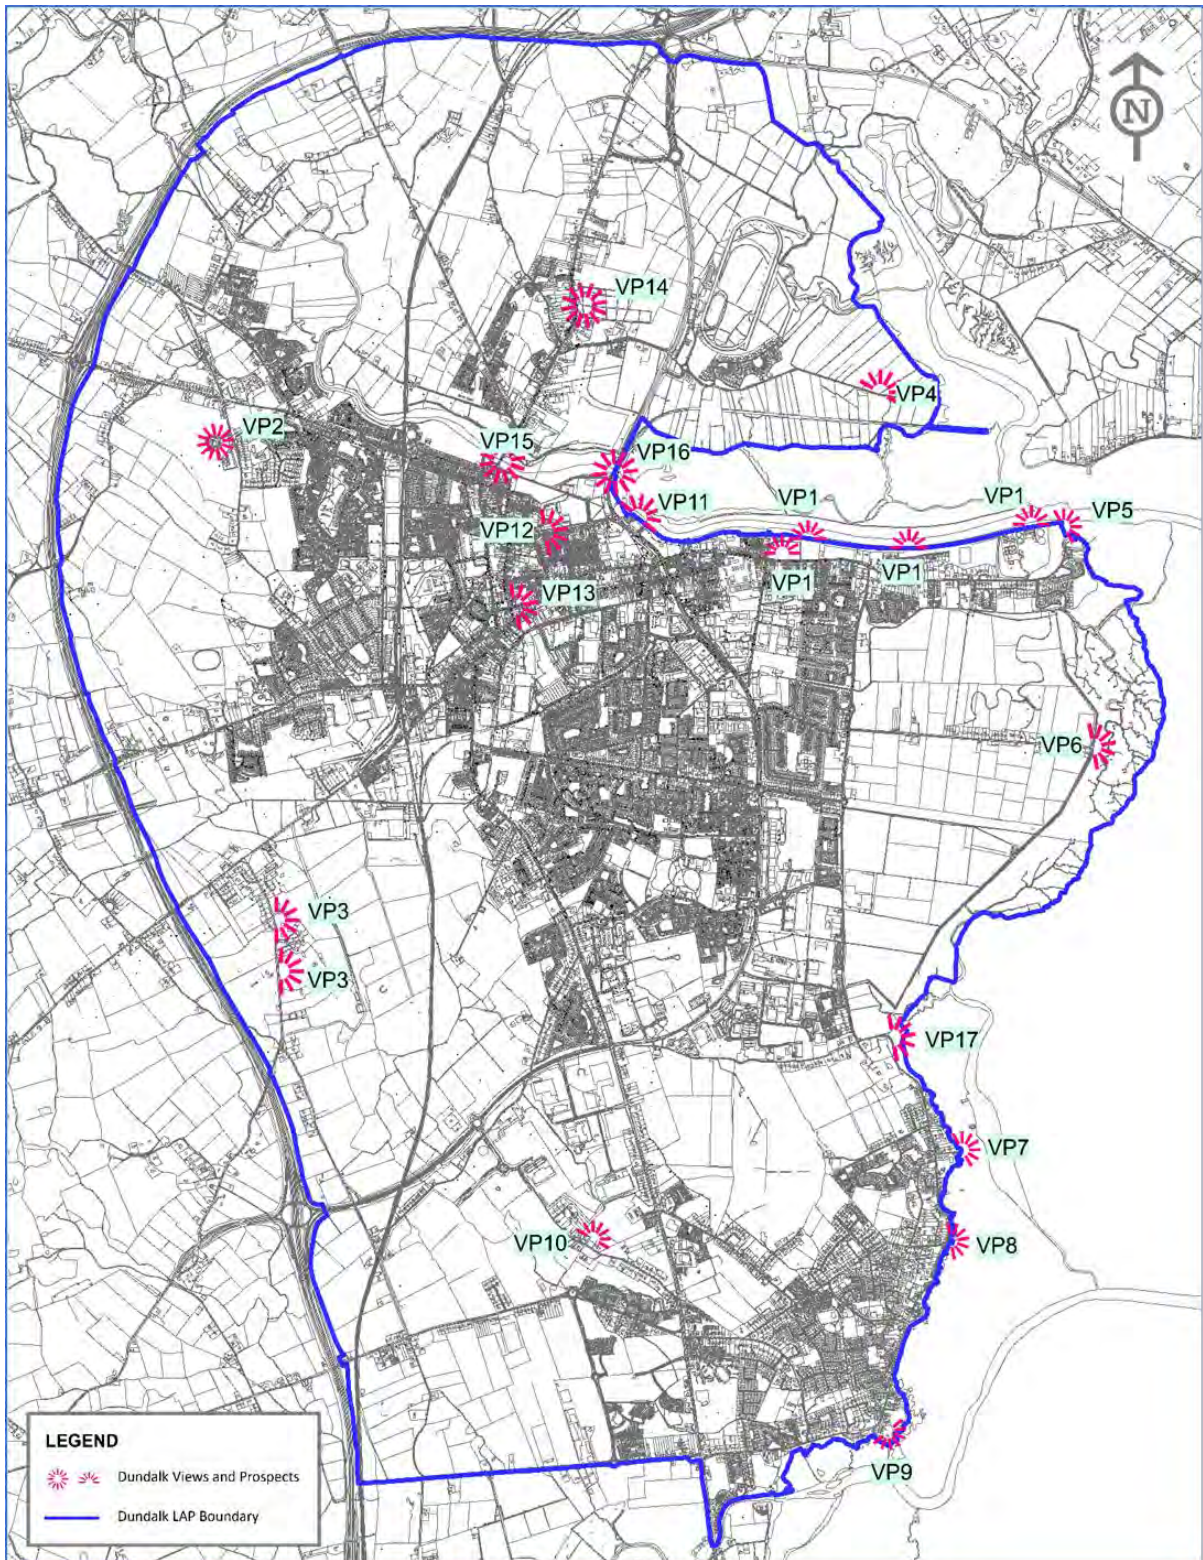 N
VP14
VP4
VP2
VP15
VP16
VP11
VP1
VP1
VP5
VP12
VP1
VP1
VP13
VP6
VP3
VP3
VP17
VP7
VP10
VP8
VP9
LEGEND
Dundalk Views and Prospects
Dundalk LAP Boundary